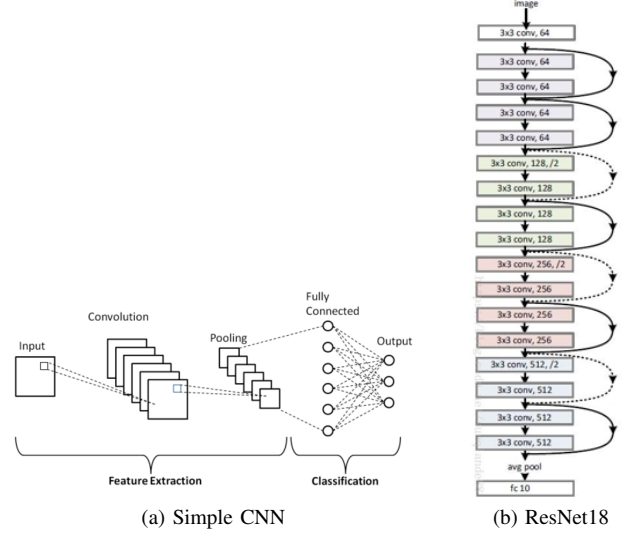 Input
Convolution
Pooling
Fully
Connected
Output
Feature Extraction
Classification
(a) Simple CNN
image
3x3 conv, 64
3x3 conv, 64
3x3 conv, 64
3x3 conv, 64
3x3 conv, 64
3x3 conv, 128, /2
3x3 conv, 128
3x3 conv, 128
3x3 conv, 128
3x3 conv, 256, /2
3x3 conv, 256
3x3 conv, 256
3x3 conv, 256
3x3 conv, 512, /2
3x3 conv, 512
3x3 conv, 512
3x3 conv, 512
avg pool
fc 10
(b) ResNet18